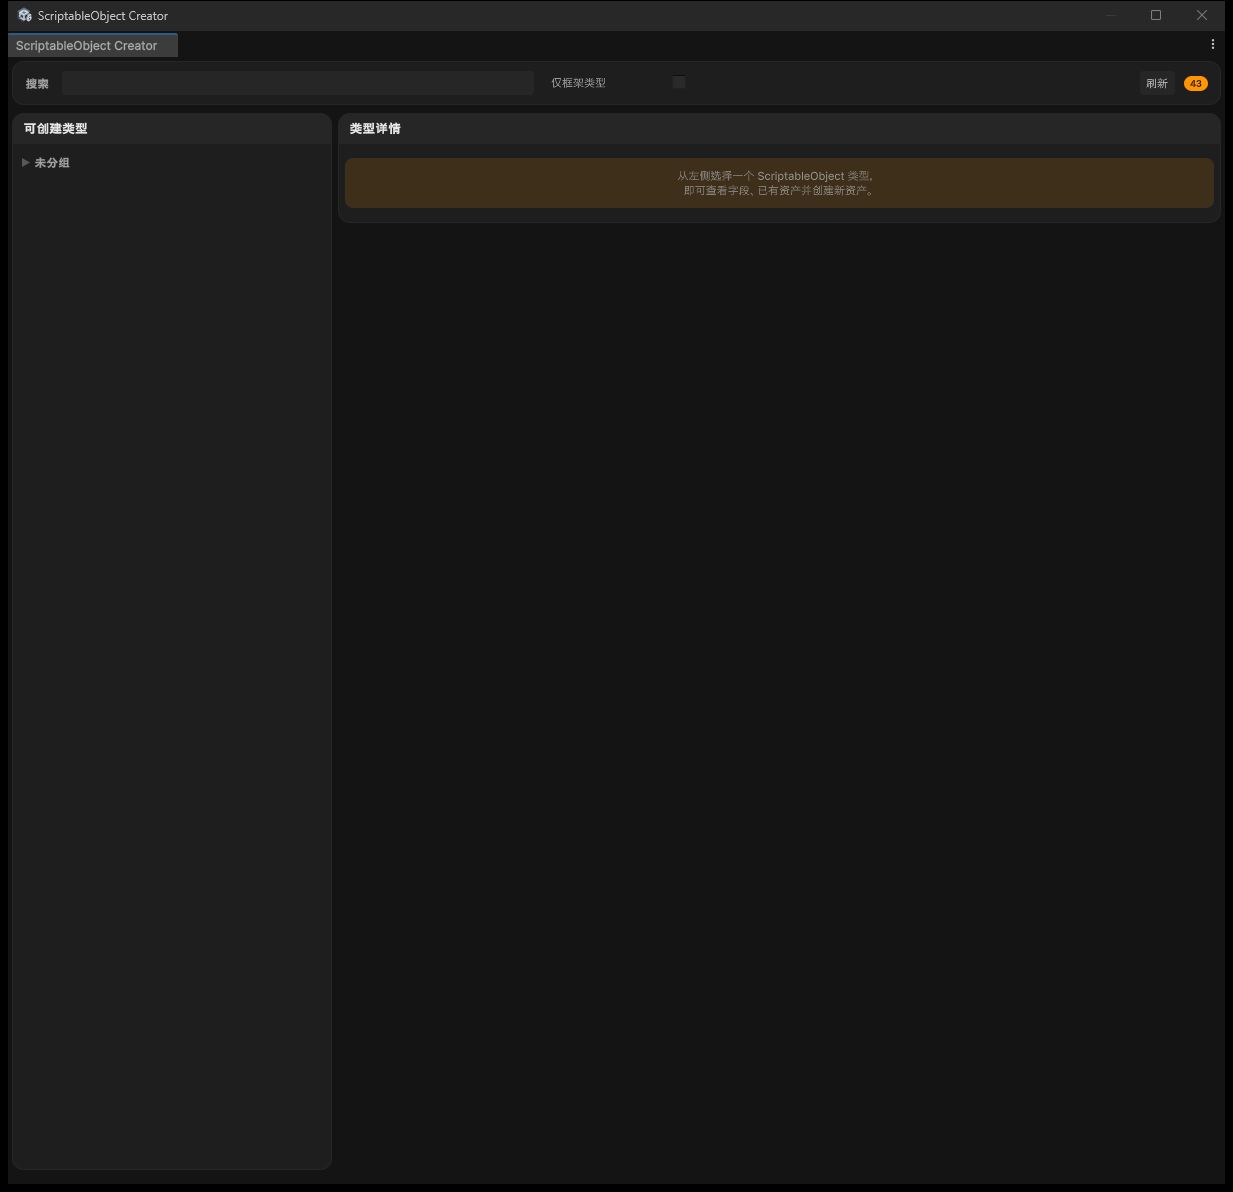 ScriptableObject Creator
ScriptableObject Creator
搜索
仅框架类型
刷新
43
可创建类型
未分组
类型详情
从左侧选择一个 ScriptableObject 类型,
即可查看字段、已有资产并创建新资产。